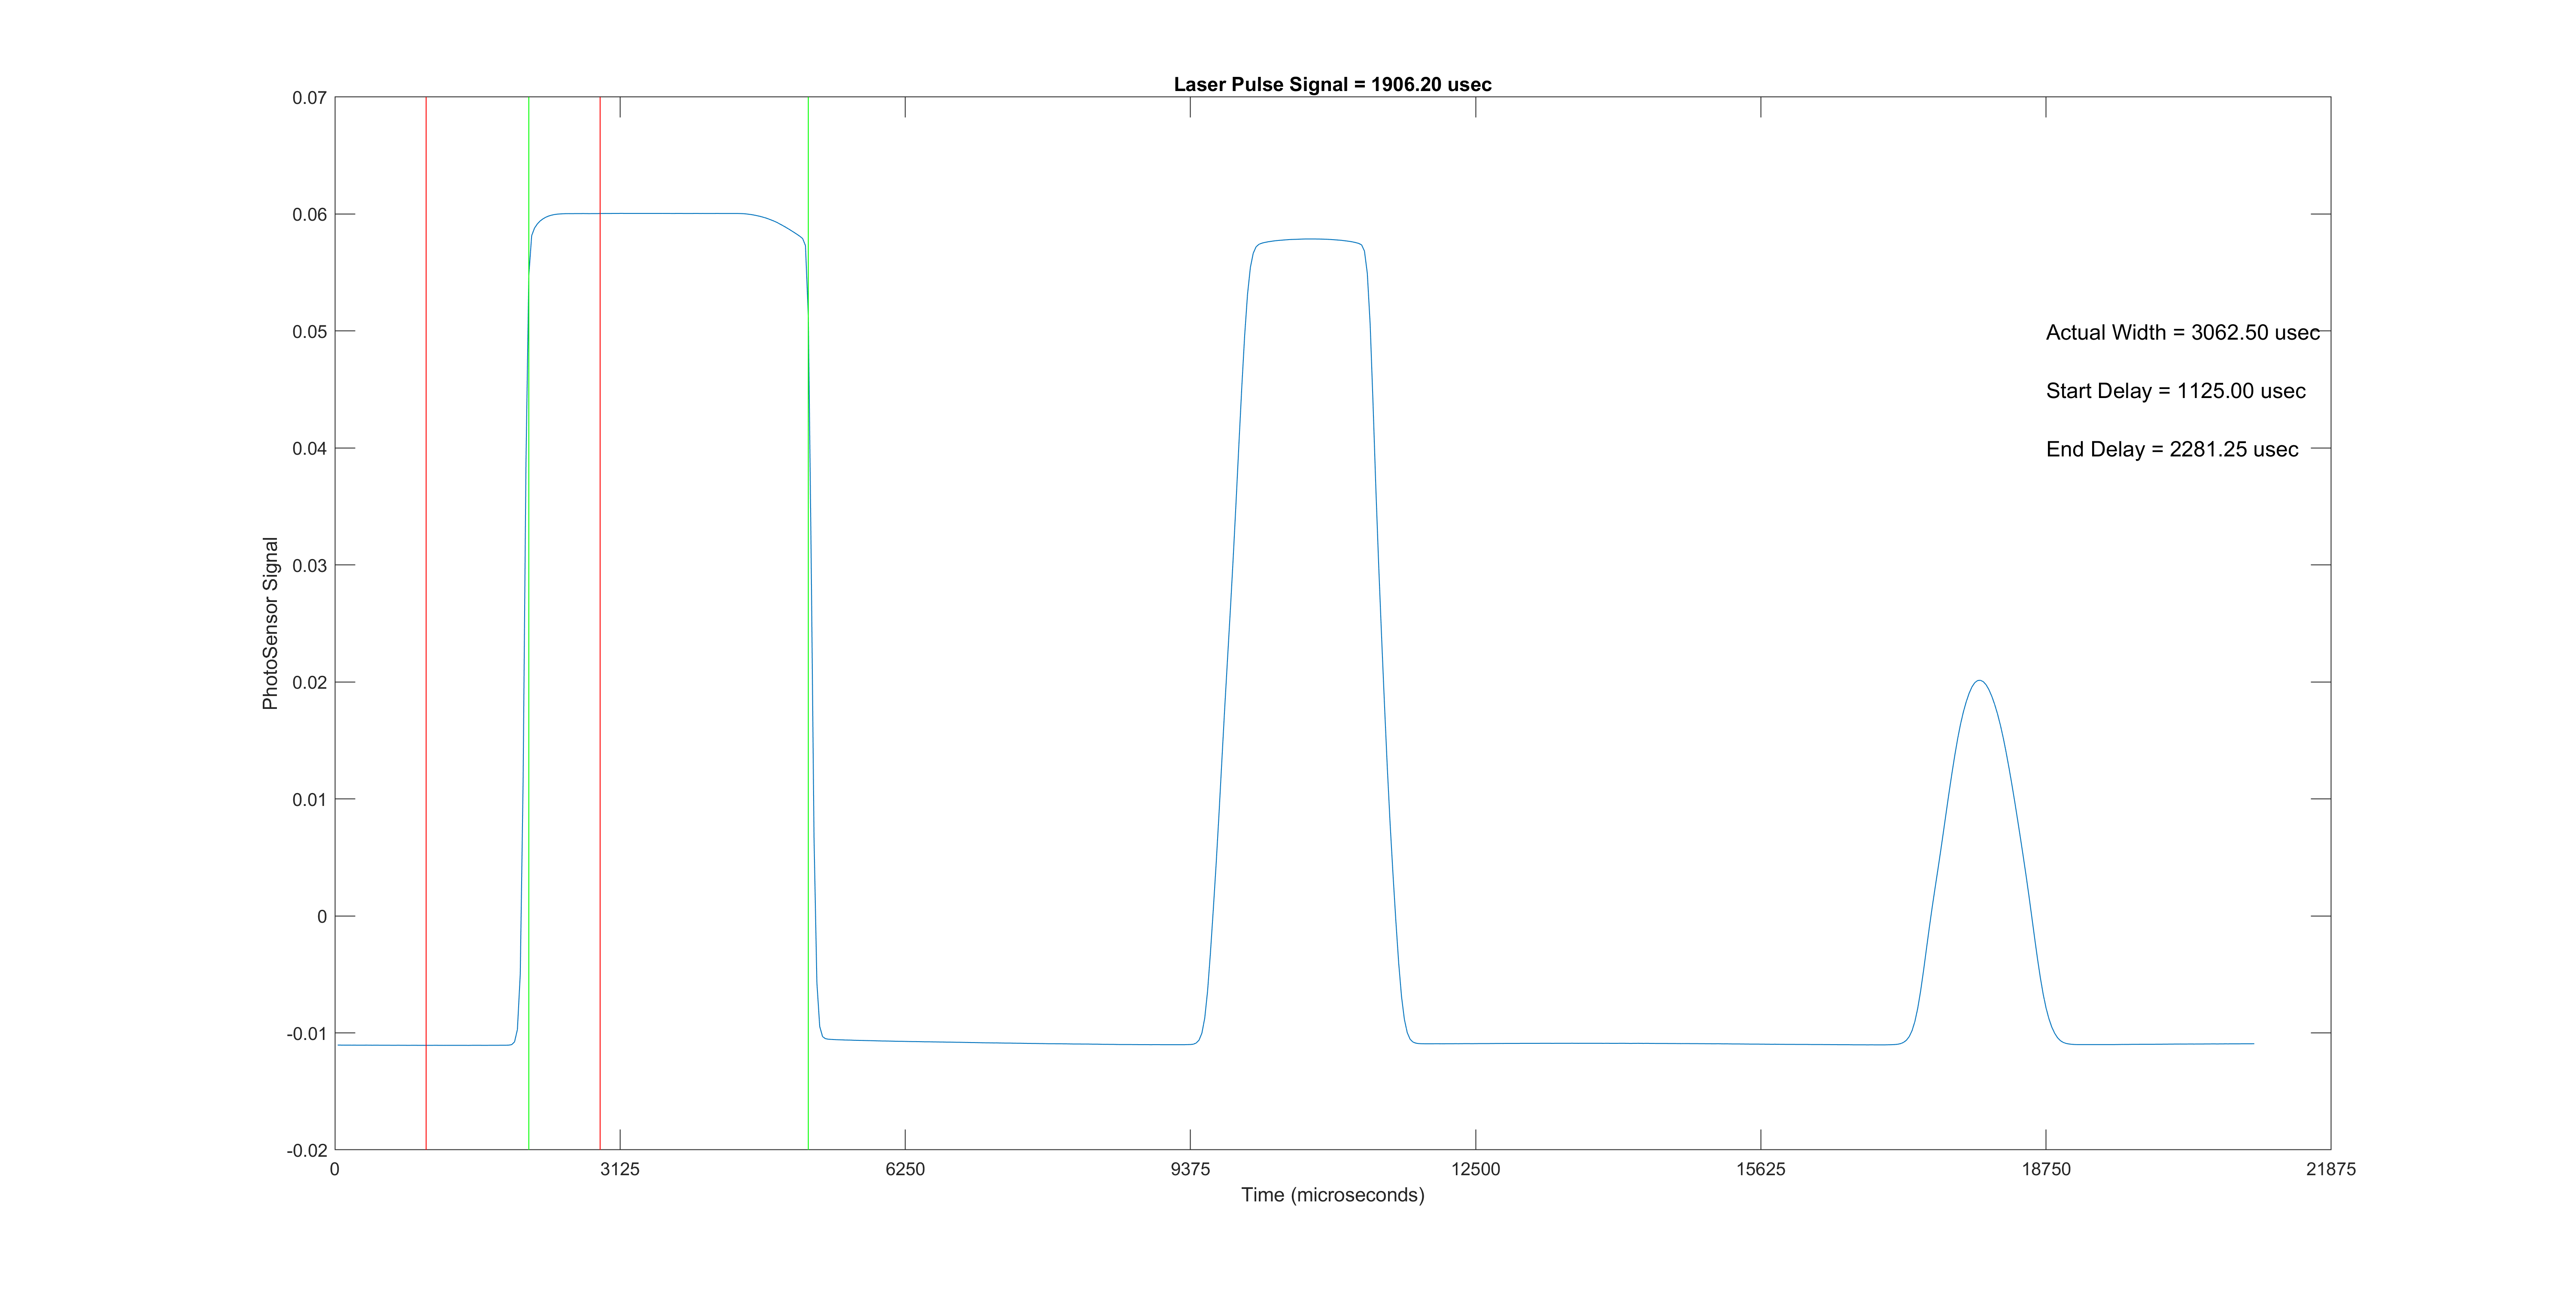 Laser Pulse Signal = 1906.20 usec
0.07
0.06
0.05
0.04
0.03
0.02
0.01
0
-0.01
-0.02
PhotoSensor Signal
Actual Width = 3062.50 usec
Start Delay = 1125.00 usec
End Delay = 2281.25 usec
0 3125 6250 9375 12500 15625 18750 21875
Time (microseconds)